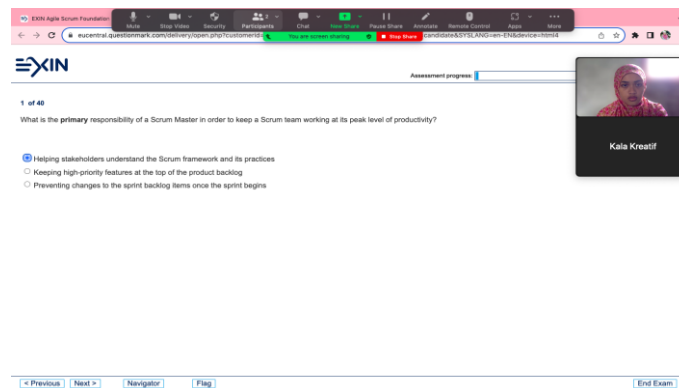 EXIN Agile Scrum Foundation
Mute Stop Video Security Participants Chat New Share Pause Share Annotate Remote Control Apps More
eucentral.questionmark.com/delivery/open.php?customerid= candidate&SYSLANG=en-EN&device=html4
You are screen sharing Stop Share
EXIN
Assessment progress:
Kala Kreatif
1 of 40
What is the primary responsibility of a Scrum Master in order to keep a Scrum team working at its peak level of productivity?
Helping stakeholders understand the Scrum framework and its practices
Keeping high-priority features at the top of the product backlog
Preventing changes to the sprint backlog items once the sprint begins
< Previous Next > Navigator Flag End Exam